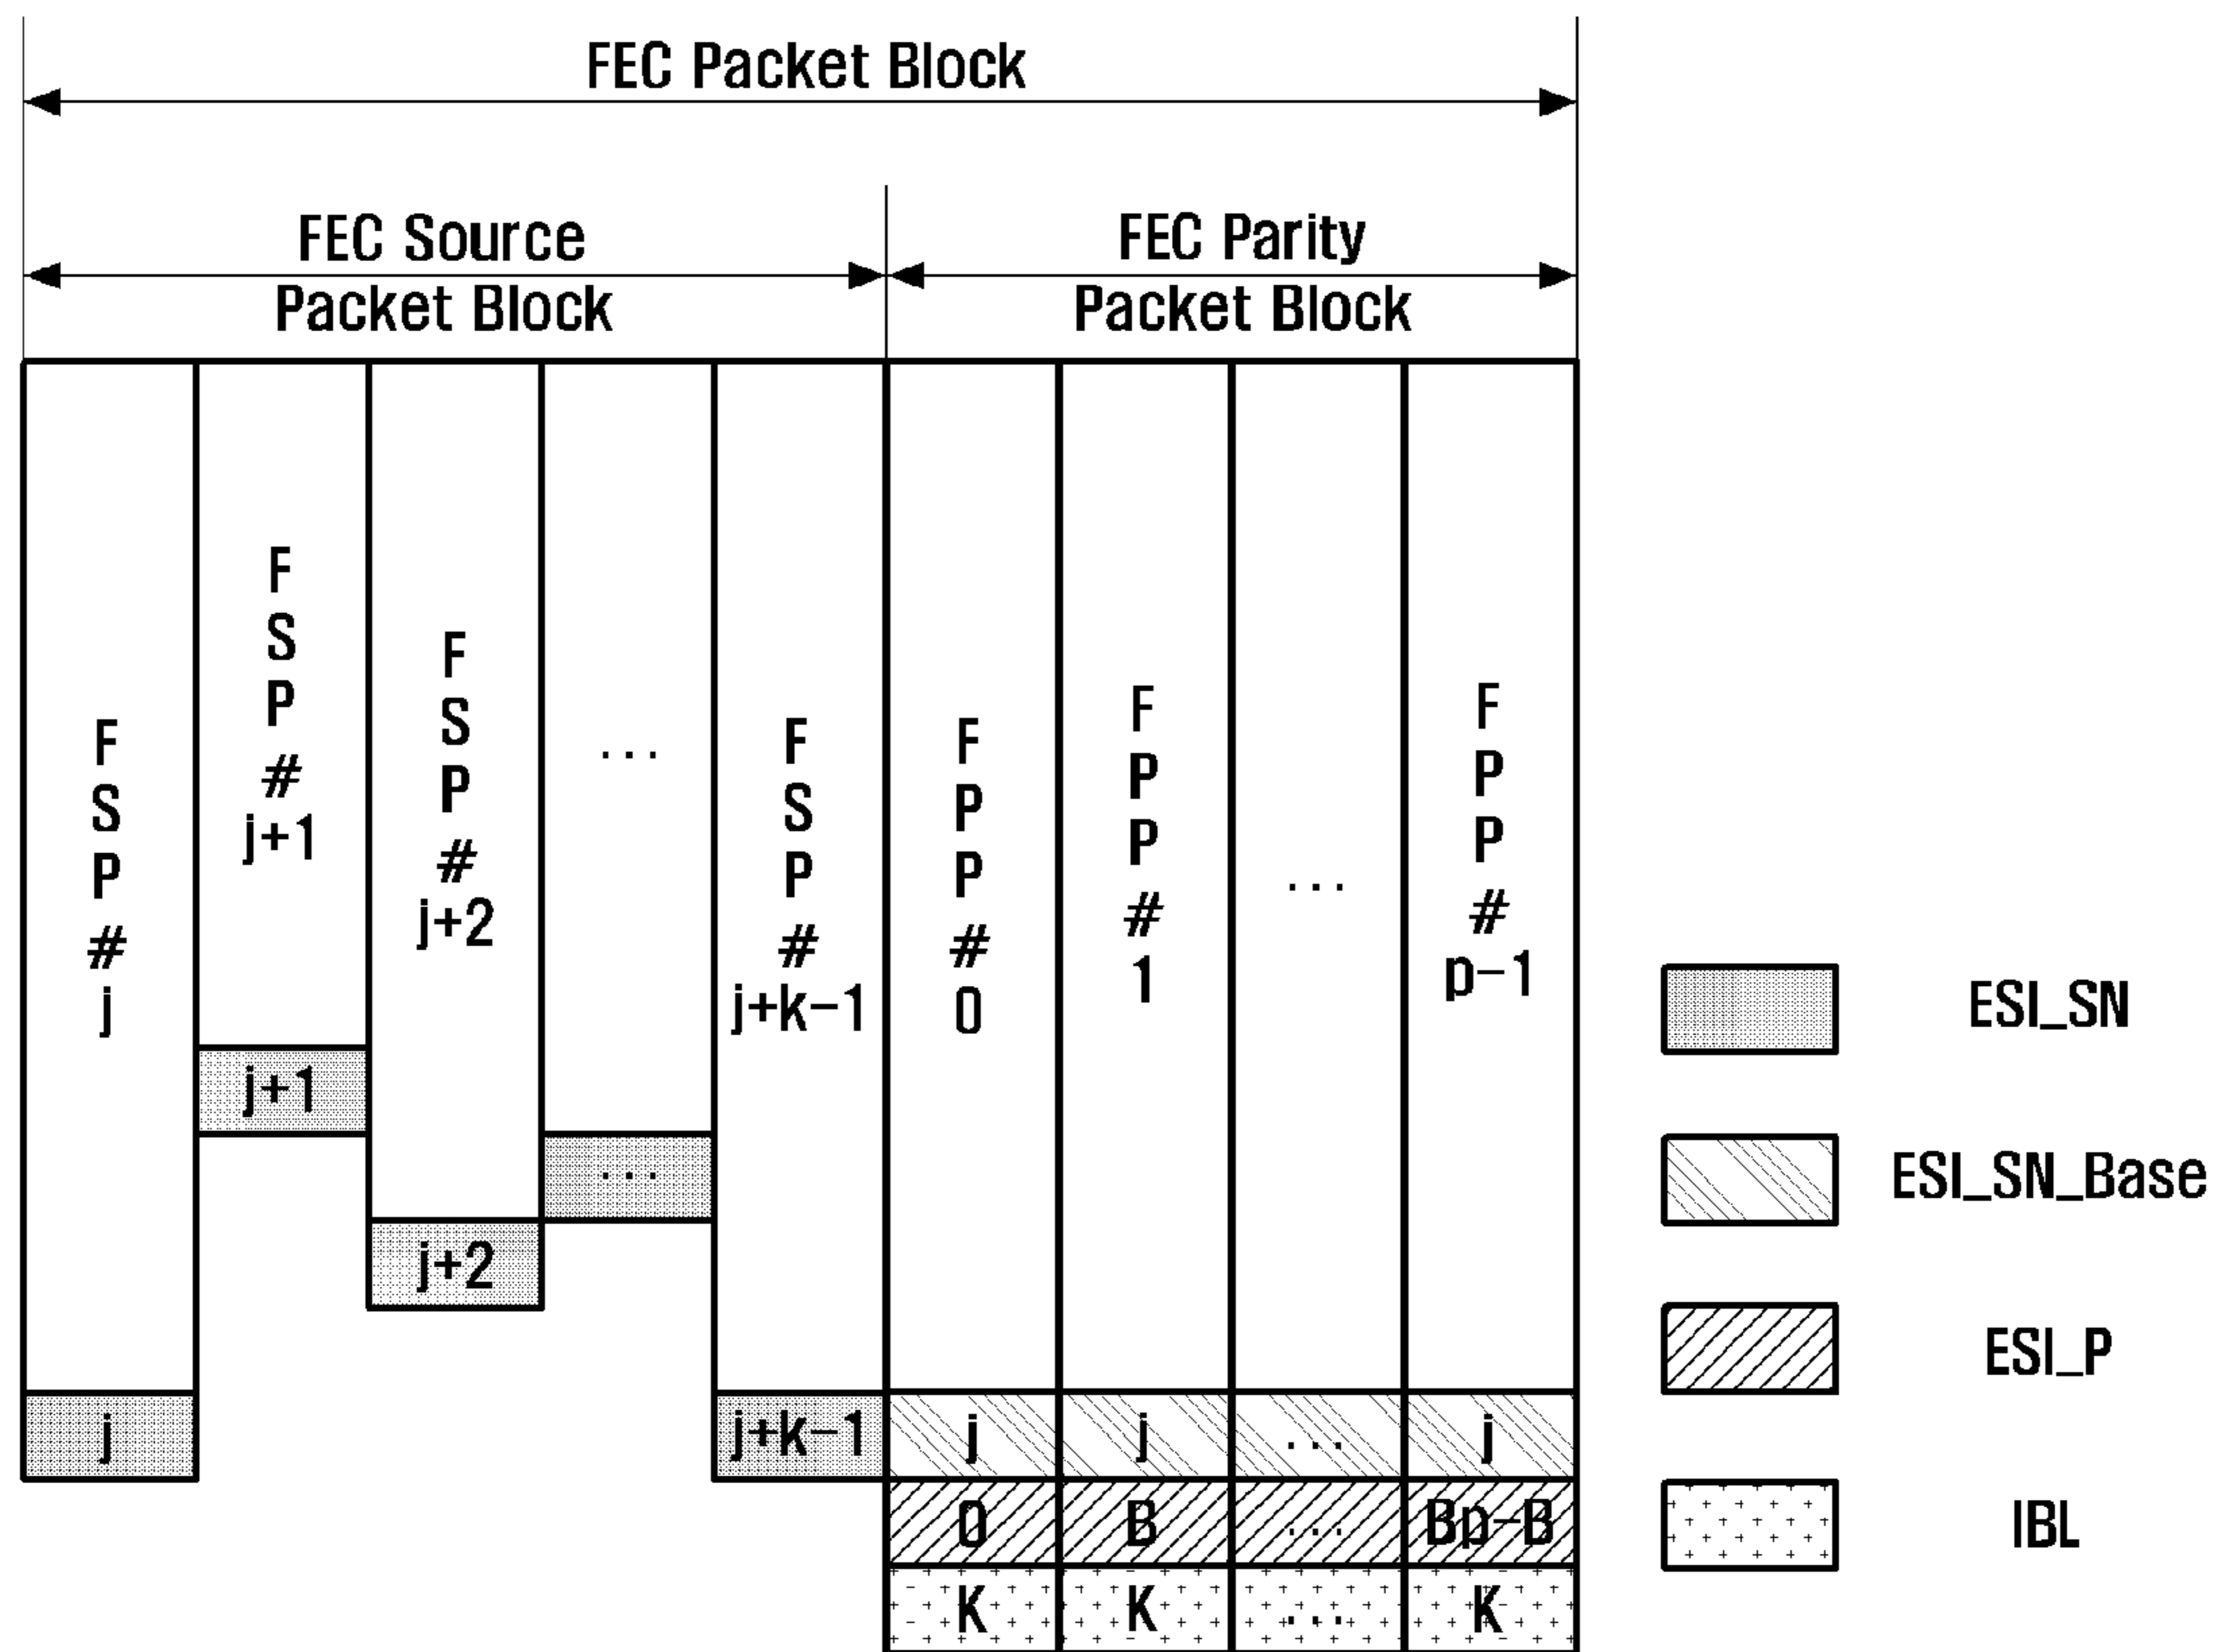 FEC Packet Block
FEC Source
Packet Block
FEC Parity
Packet Block
F
S
P
#
j
F
S
P
#
j+1
F
S
P
#
j+2
...
F
S
P
#
j+k-1
F
P
P
#
0
F
P
P
#
1
...
F
P
P
#
p-1
j+1
...
j+2
j
j+k-1
j
j
...
j
0
B
...
Bp-B
K
K
...
K
ESI_SN
ESI_SN_Base
ESI_P
IBL